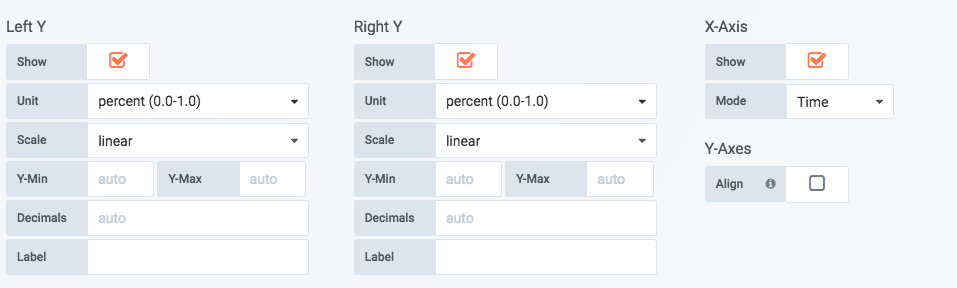 Left Y
Show
Unit percent (0.0-1.0)
Scale linear
Y-Min auto Y-Max auto
Decimals auto
Label
Right Y
Show
Unit percent (0.0-1.0)
Scale linear
Y-Min auto Y-Max auto
Decimals auto
Label
X-Axis
Show
Mode Time
Y-Axes
Align